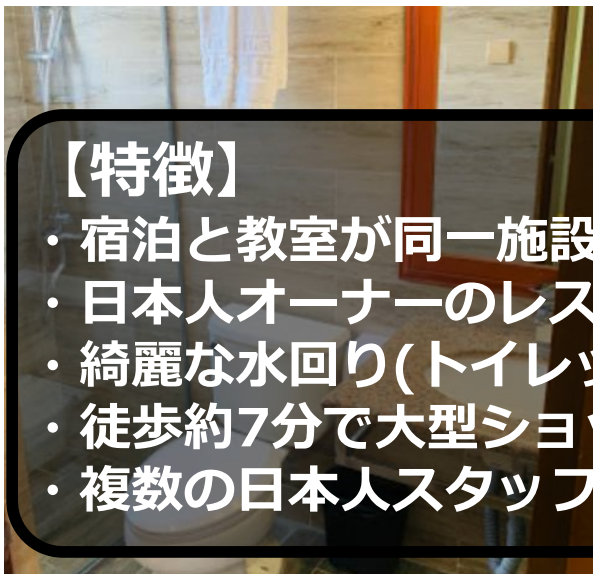 【特徴】
・宿泊と教室が同一施設
・日本人オーナーのレス
・綺麗な水回り(トイレッ
・徒歩約7分で大型ショッ
・複数の日本人スタッフ